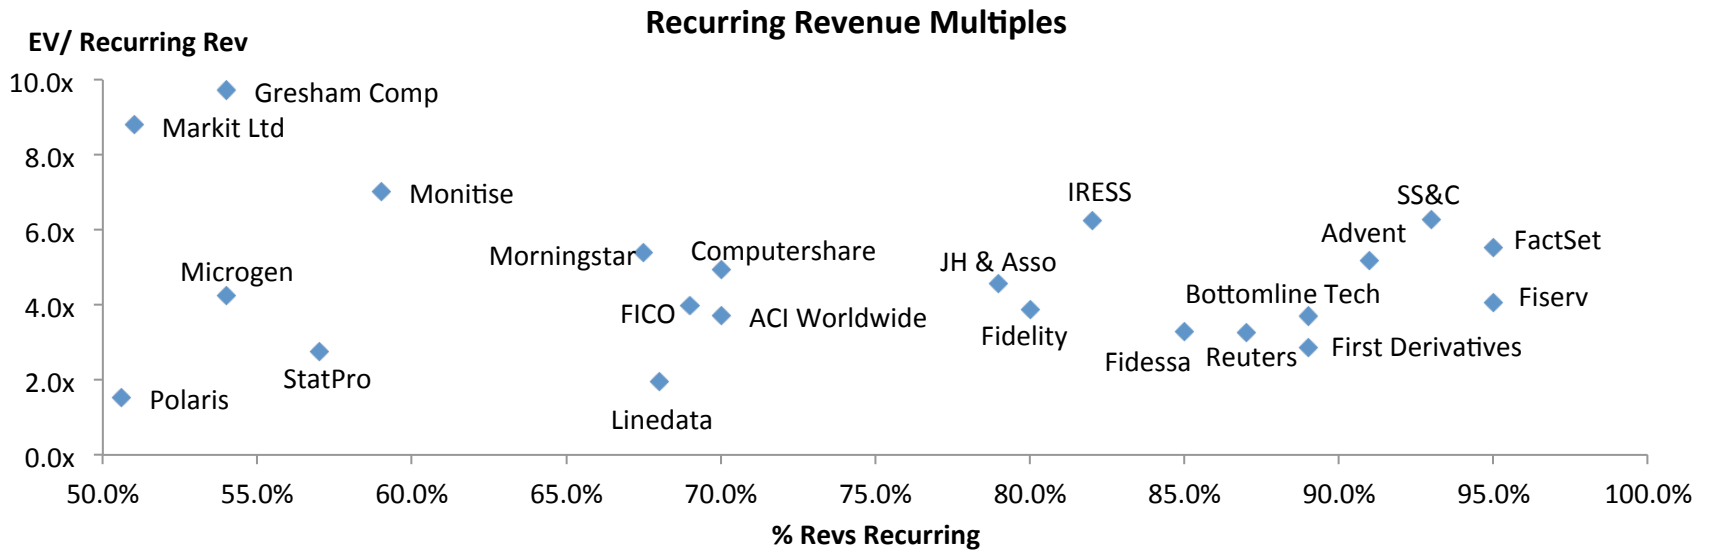 Recurring Revenue Multiples
EV/ Recurring Rev
10.0x
8.0x
6.0x
4.0x
2.0x
0.0x
Gresham Comp
Markit Ltd
Monitise
IRESS
SS&C
Advent
FactSet
Morningstar
Computershare
JH & Asso
Microgen
Bottomline Tech
Fiserv
FICO
ACI Worldwide
Fidelity
Fidessa
Reuters
First Derivatives
StatPro
Polaris
Linedata
50.0%
55.0%
60.0%
65.0%
70.0%
75.0%
80.0%
85.0%
90.0%
95.0%
100.0%
% Revs Recurring